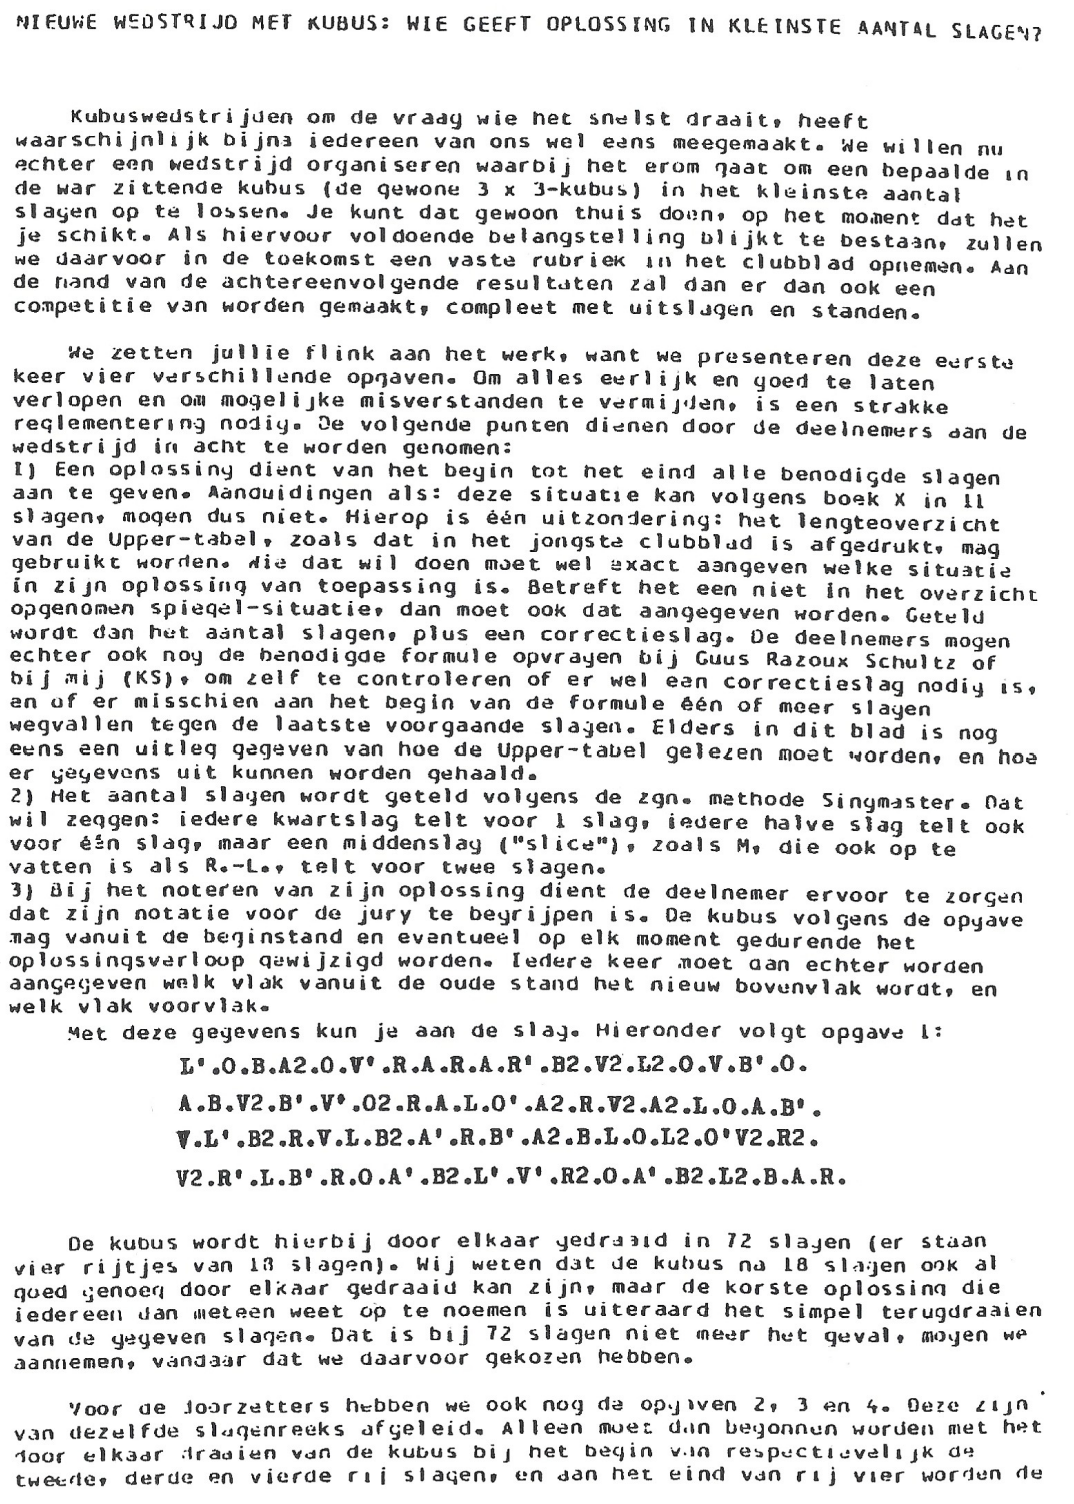 NIEUWE WEDSTRIJD MET KUBUS: WIE GEEFT OPLOSSING IN KLEINSTE AANTAL SLAGEN?
Kubuswedstrijden om de vraag wie het snelst draait, heeft
waarschijnlijk bijna iedereen van ons wel eens meegemaakt. We willen nu
echter een wedstrijd organiseren waarbij het erom gaat om een bepaalde in
de war zittende kubus (de gewone 3 x 3-kubus) in het kleinste aantal
slagen op te lossen. Je kunt dat gewoon thuis doen, op het moment dat het
je schikt. Als hiervoor voldoende belangstelling blijkt te bestaan, zullen
we daarvoor in de toekomst een vaste rubriek in het clubblad opnemen. Aan
de hand van de achtereenvolgende resultaten zal dan er dan ook een
competitie van worden gemaakt, compleet met uitslagen en standen.
We zetten jullie flink aan het werk, want we presenteren deze eerste
keer vier verschillende opgaven. Om alles eerlijk en goed te laten
verlopen en om mogelijke misverstanden te vermijden, is een strakke
reglementering nodig. De volgende punten dienen door de deelnemers aan de
wedstrijd in acht te worden genomen:
1) Een oplossing dient van het begin tot het eind alle benodigde slagen
aan te geven. Aanduidingen als: deze situatie kan volgens boek X in 11
slagen, mogen dus niet. Hierop is één uitzondering: het lengteoverzicht
van de Upper-tabel, zoals dat in het jongste clubblad is afgedrukt, mag
gebruikt worden. Wie dat wil doen moet wel exact aangeven welke situatie
in zijn oplossing van toepassing is. Betreft het een niet in het overzicht
opgenomen spiegel-situatie, dan moet ook dat aangegeven worden. Geteld
wordt dan het aantal slagen, plus een correctieslag. De deelnemers mogen
echter ook nog de benodigde formule opvragen bij Guus Razoux Schultz of
bij mij (KS), om zelf te controleren of er wel een correctieslag nodig is,
en of er misschien aan het begin van de formule één of meer slagen
wegvallen tegen de laatste voorgaande slagen. Elders in dit blad is nog
eens een uitleg gegeven van hoe de Upper-tabel gelezen moet worden, en hoe
er gegevens uit kunnen worden gehaald.
2) Het aantal slagen wordt geteld volgens de zgn. methode Singmaster. Dat
wil zeggen: iedere kwartslag telt voor 1 slag, iedere halve slag telt ook
voor één slag, maar een middenslag ("slice"), zoals M, die ook op te
vatten is als R.-L., telt voor twee slagen.
3) Bij het noteren van zijn oplossing dient de deelnemer ervoor te zorgen
dat zijn notatie voor de jury te begrijpen is. De kubus volgens de opgave
mag vanuit de beginstand en eventueel op elk moment gedurende het
oplossingsverloop gewijzigd worden. Iedere keer moet dan echter worden
aangegeven welk vlak vanuit de oude stand het nieuw bovenvlak wordt, en
welk vlak voorvlak.
Met deze gegevens kun je aan de slag. Hieronder volgt opgave 1:
L'.O.B.A2.O.V'.R.A.R.A.R'.B2.V2.L2.O.V.B'.O.
A.B.V2.B'.V'.O2.R.A.L.O'.A2.R.V2.A2.L.O.A.B'.
V.L'.B2.R.V.L.B2.A'.R.B'.A2.B.L.O.L2.O'V2.R2.
V2.R'.L.B'.R.O.A'.B2.L'.V'.R2.O.A'.B2.L2.B.A.R.
De kubus wordt hierbij door elkaar gedraaid in 72 slagen (er staan
vier rijtjes van 18 slagen). Wij weten dat de kubus na 18 slagen ook al
goed genoeg door elkaar gedraaid kan zijn, maar de korste oplossing die
iedereen dan meteen weet op te noemen is uiteraard het simpel terugdraaien
van de gegeven slagen. Dat is bij 72 slagen niet meer het geval, mogen we
aannemen, vandaar dat we daarvoor gekozen hebben.
Voor de doorzetters hebben we ook nog de opgaven 2, 3 en 4. Deze zijn
van dezelfde slagenreeks afgeleid. Alleen moet dan begonnen worden met het
door elkaar draaien van de kubus bij het begin van respectievelijk de
tweede, derde en vierde rij slagen, en aan het eind van rij vier worden de